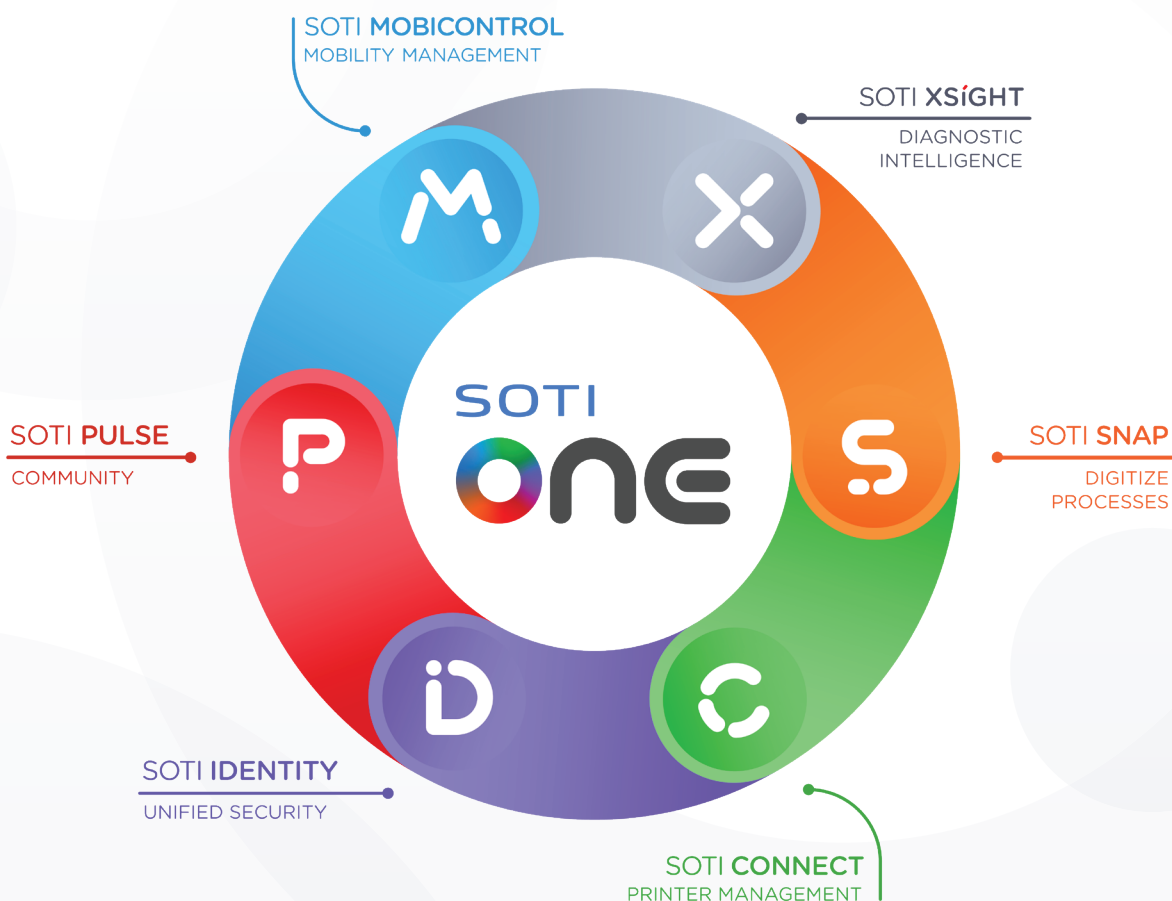 SOTI MOBICONTROL
MOBILITY MANAGEMENT
SOTI XSiGHT
DIAGNOSTIC
INTELLIGENCE
M
X
SOTI PULSE
COMMUNITY
P
SOTI
ONE
S
SOTI SNAP
DIGITIZE
PROCESSES
iD
C
SOTI IDENTITY
UNIFIED SECURITY
SOTI CONNECT
PRINTER MANAGEMENT